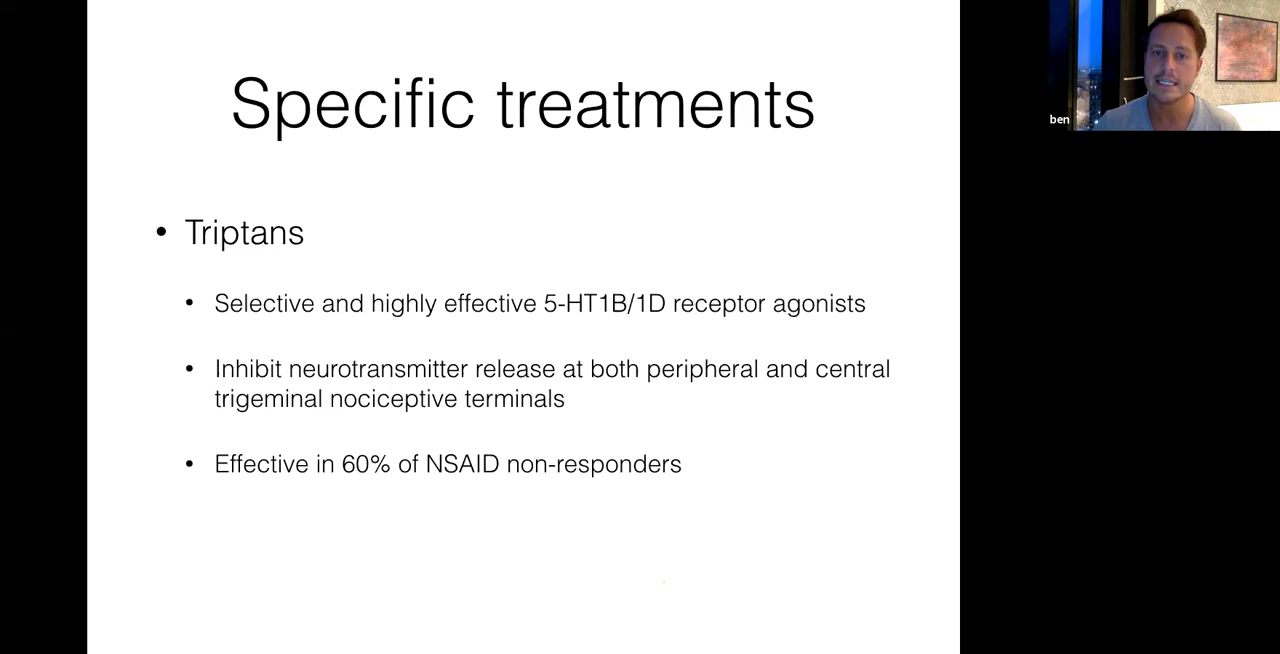 Specific treatments
• Triptans
• Selective and highly effective 5-HT1B/1D receptor agonists
• Inhibit neurotransmitter release at both peripheral and central
trigeminal nociceptive terminals
• Effective in 60% of NSAID non-responders
ben